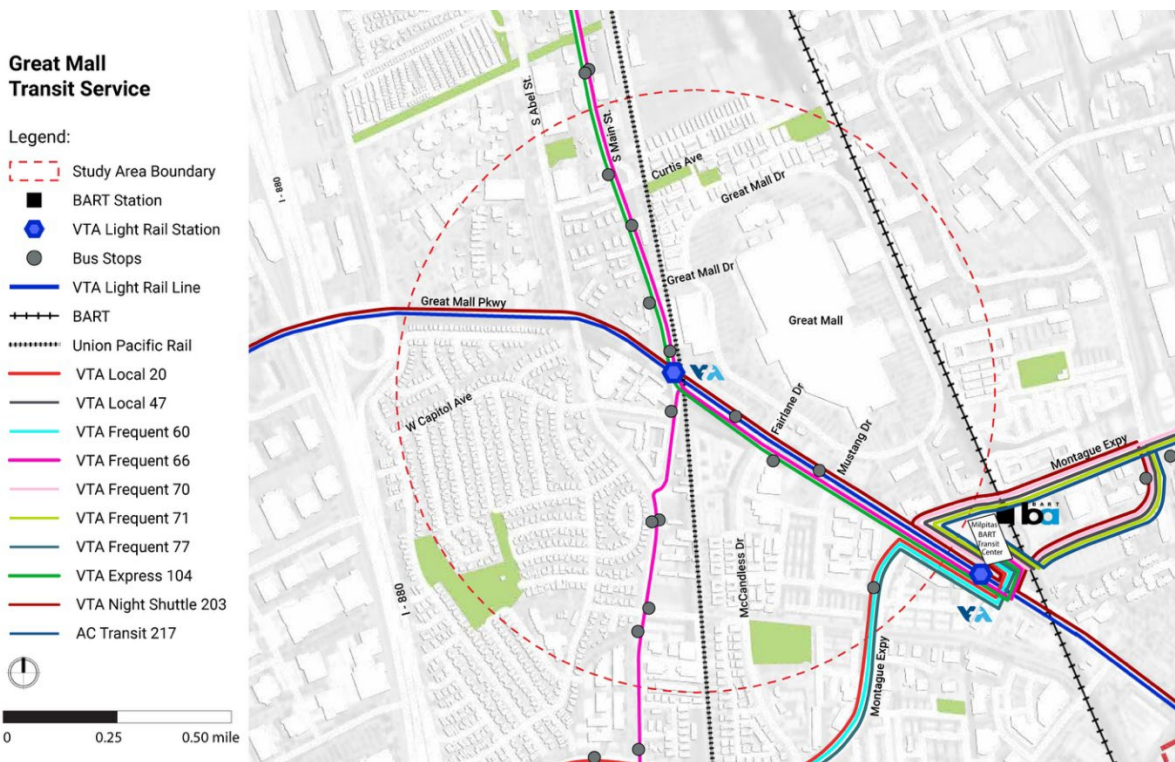 Great Mall
Transit Service
Legend:
Study Area Boundary
BART Station
VTA Light Rail Station
Bus Stops
VTA Light Rail Line
BART
Union Pacific Rail
VTA Local 20
VTA Local 47
VTA Frequent 60
VTA Frequent 66
VTA Frequent 70
VTA Frequent 71
VTA Frequent 77
VTA Express 104
VTA Night Shuttle 203
AC Transit 217
0 0.25 0.50 mile
S Abel St.
S Main St.
I - 880
Curtis Ave
Great Mall Dr
Great Mall Dr
Great Mall Pkwy
Great Mall
W Capitol Ave
Fairlane Dr
Mustang Dr
Montague Expy
BART
ba
Milpitas
BART
Transit
Center
McCandless Dr
I - 880
Montague Expy